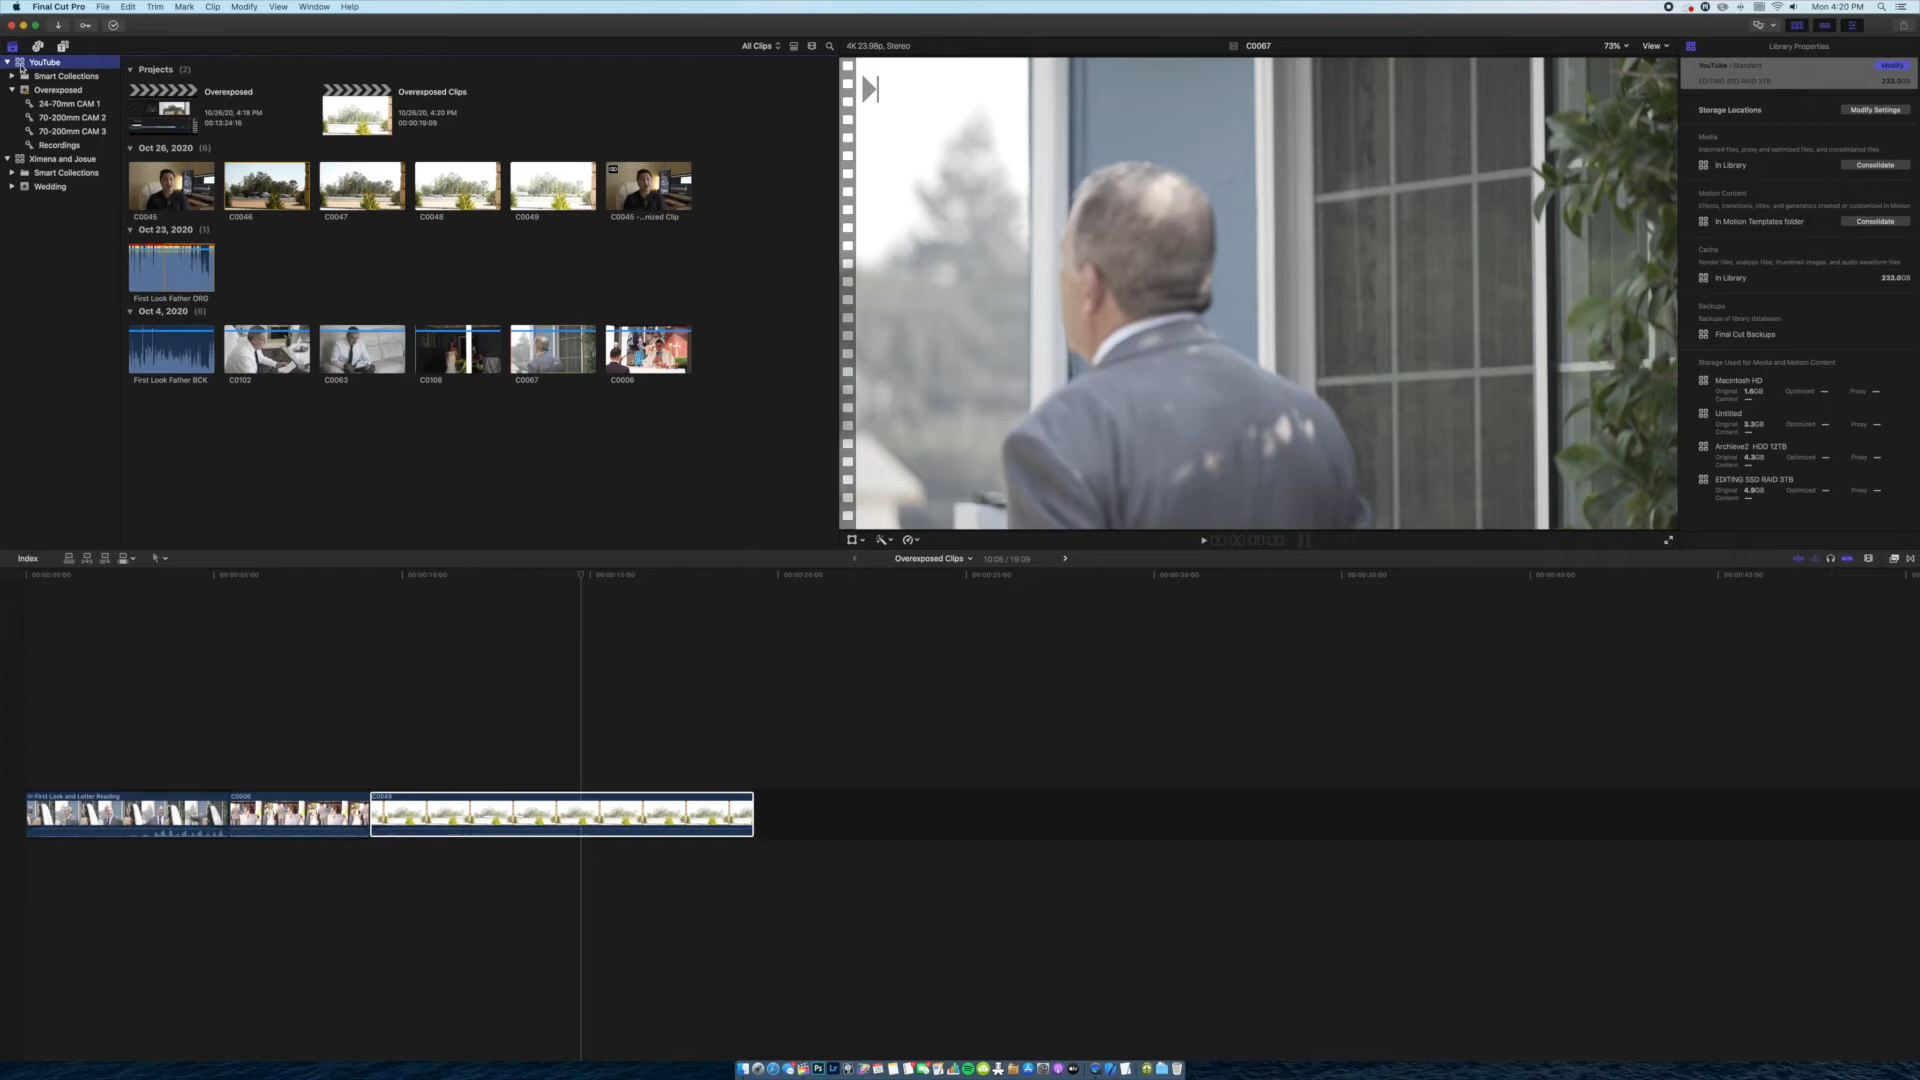 Final Cut Pro File Edit Trim Mark Clip Modify View Window Help
Mon 4:20 PM
All Clips
4K 23.98p, Stereo
C0067
73%
View
Library Properties
YouTube
Smart Collections
Overexposed
24-70mm CAM 1
70-200mm CAM 2
70-200mm CAM 3
Recordings
Ximena and Josue
Smart Collections
Wedding
Projects (2)
Overexposed
10/26/20, 4:18 PM
00:13:24:16
Overexposed Clips
10/26/20, 4:20 PM
00:00:19:09
Oct 26, 2020 (6)
C0045
C0046
C0047
C0048
C0049
C0045 -...nized Clip
Oct 23, 2020 (1)
First Look Father ORG
Oct 4, 2020 (6)
First Look Father BCK
C0102
C0063
C0108
C0067
C0006
YouTube | Standard
Modify
EDITING SSD RAID 3TB
233.0GB
Storage Locations
Modify Settings
Media
Imported files, proxy and optimized files, and consolidated files
In Library
Consolidate
Motion Content
Effects, transitions, titles, and generators created or customized in Motion
In Motion Templates folder
Consolidate
Cache
Render files, analysis files, thumbnail images, and audio waveform files
In Library
233.0GB
Backups
Backups of library databases
Final Cut Backups
Storage Used for Media and Motion Content
Macintosh HD
Original 1.6GB Optimized — Proxy —
Content —
Untitled
Original 3.3GB Optimized — Proxy —
Content —
Archieve2 HDD 12TB
Original 4.3GB Optimized — Proxy —
Content —
EDITING SSD RAID 3TB
Original 4.9GB Optimized — Proxy —
Content —
00:00:00:00
Index
Overexposed Clips
10:05 / 19:09
00:00:00:00
00:00:05:00
00:00:10:00
00:00:15:00
00:00:20:00
00:00:25:00
00:00:30:00
00:00:35:00
00:00:40:00
00:00:45:00
First Look and Letter Reading
C0006
C0049
Ps
Lr